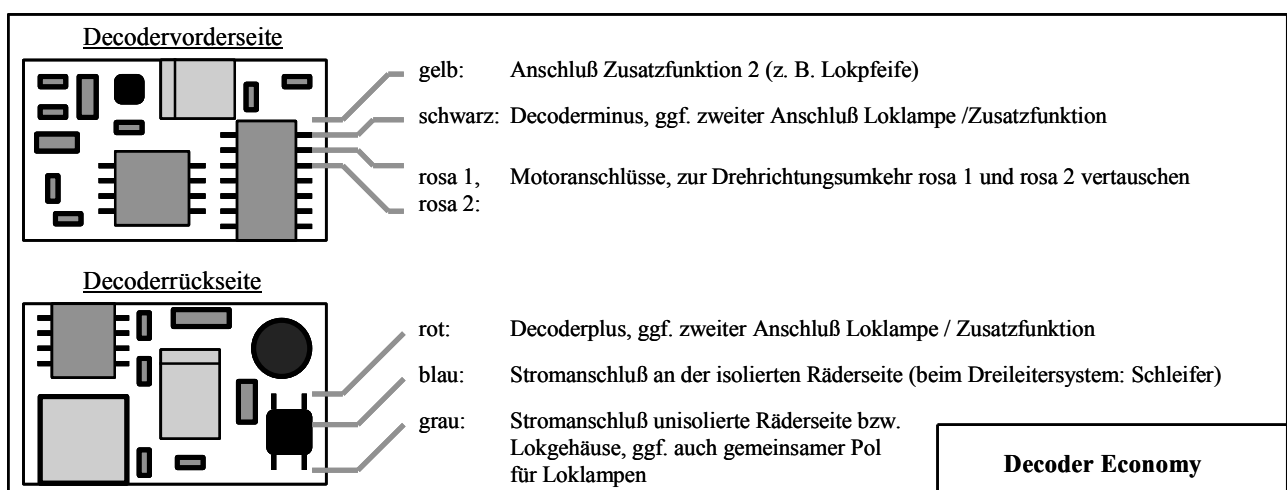 Decodervorderseite
gelb: Anschluß Zusatzfunktion 2 (z. B. Lokpfeife)
schwarz: Decoderminus, ggf. zweiter Anschluß Loklampe /Zusatzfunktion
rosa 1, Motoranschlüsse, zur Drehrichtungsumkehr rosa 1 und rosa 2 vertauschen
rosa 2:
Decoderrückseite
rot: Decoderplus, ggf. zweiter Anschluß Loklampe / Zusatzfunktion
blau: Stromanschluß an der isolierten Räderseite (beim Dreileitersystem: Schleifer)
grau: Stromanschluß unisolierte Räderseite bzw.
Lokgehäuse, ggf. auch gemeinsamer Pol
für Loklampen
Decoder Economy